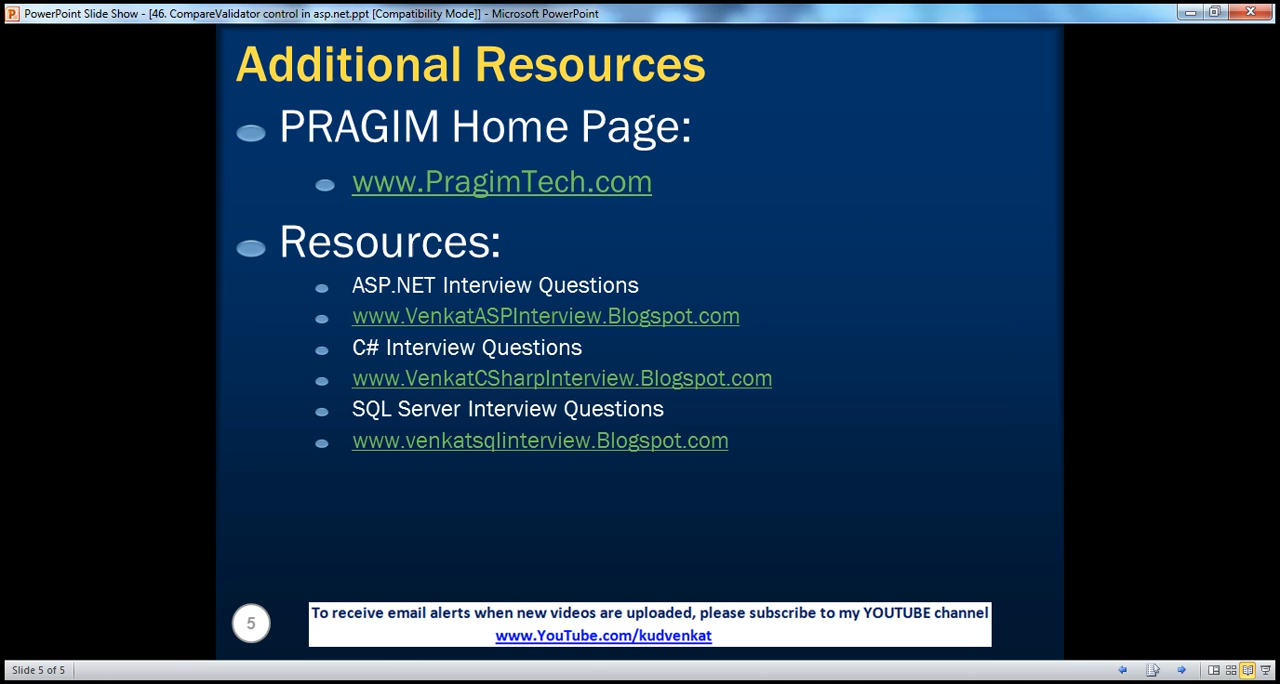 PowerPoint Slide Show - [46. CompareValidator control in asp.net.ppt [Compatibility Mode]] - Microsoft PowerPoint
Additional Resources
PRAGIM Home Page:
www.PragimTech.com
Resources:
ASP.NET Interview Questions
www.VenkatASPInterview.Blogspot.com
C# Interview Questions
www.VenkatCSharpInterview.Blogspot.com
SQL Server Interview Questions
www.venkatsqlinterview.Blogspot.com
5
To receive email alerts when new videos are uploaded, please subscribe to my YOUTUBE channel
www.YouTube.com/kudvenkat
Slide 5 of 5